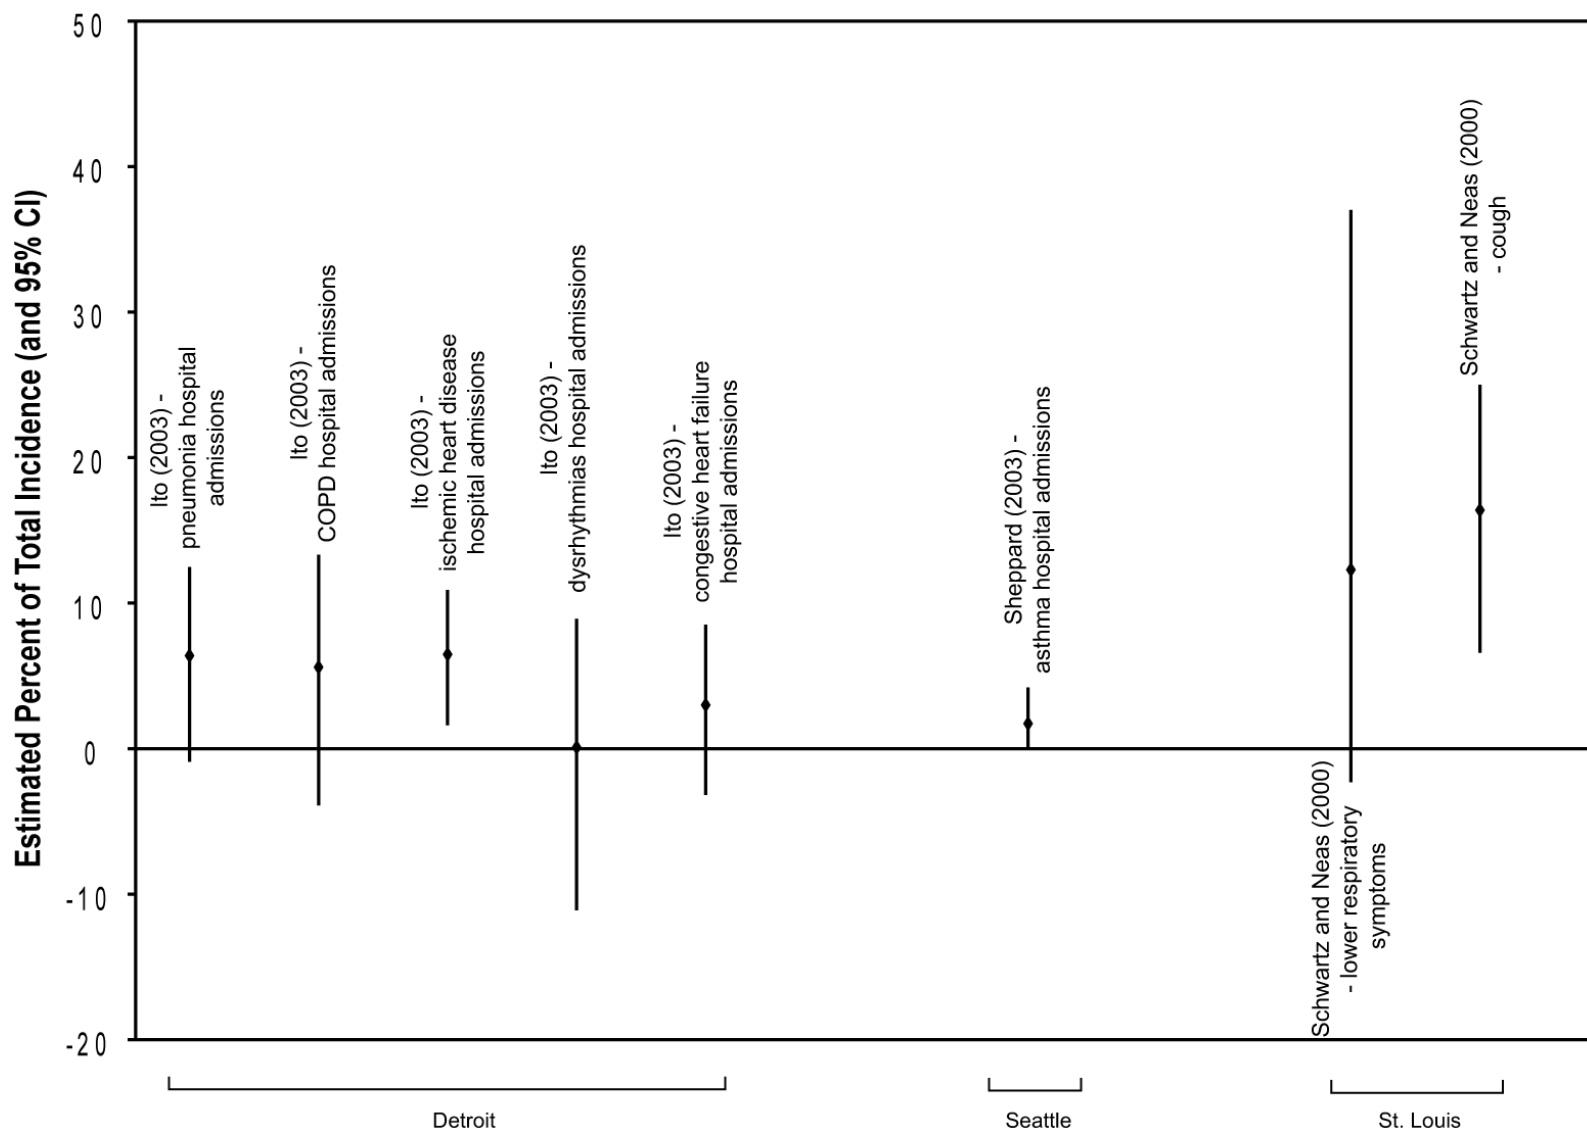 Estimated Percent of Total Incidence (and 95% CI)
50
40
30
20
10
0
-10
-20
Ito (2003) -
pneumonia hospital
admissions
Ito (2003) -
COPD hospital admissions
Ito (2003) -
ischemic heart disease
hospital admissions
Ito (2003) -
dysrhythmias hospital admissions
Ito (2003) -
congestive heart failure
hospital admissions
Sheppard (2003) -
asthma hospital admissions
Schwartz and Neas (2000)
- lower respiratory
symptoms
Schwartz and Neas (2000)
- cough
Detroit
Seattle
St. Louis